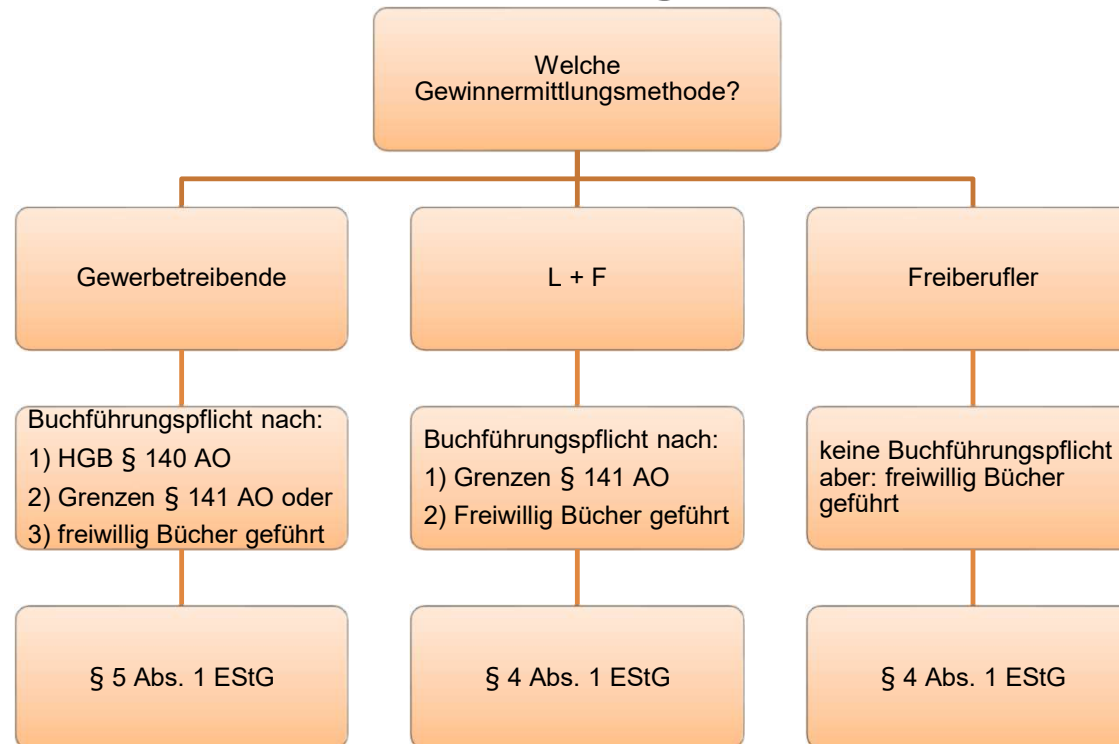 Welche
Gewinnermittlungsmethode?
Gewerbetreibende
L + F
Freiberufler
Buchführungspflicht nach:
1) HGB § 140 AO
2) Grenzen § 141 AO oder
3) freiwillig Bücher geführt
Buchführungspflicht nach:
1) Grenzen § 141 AO
2) Freiwillig Bücher geführt
keine Buchführungspflicht
aber: freiwillig Bücher
geführt
§ 5 Abs. 1 EStG
§ 4 Abs. 1 EStG
§ 4 Abs. 1 EStG